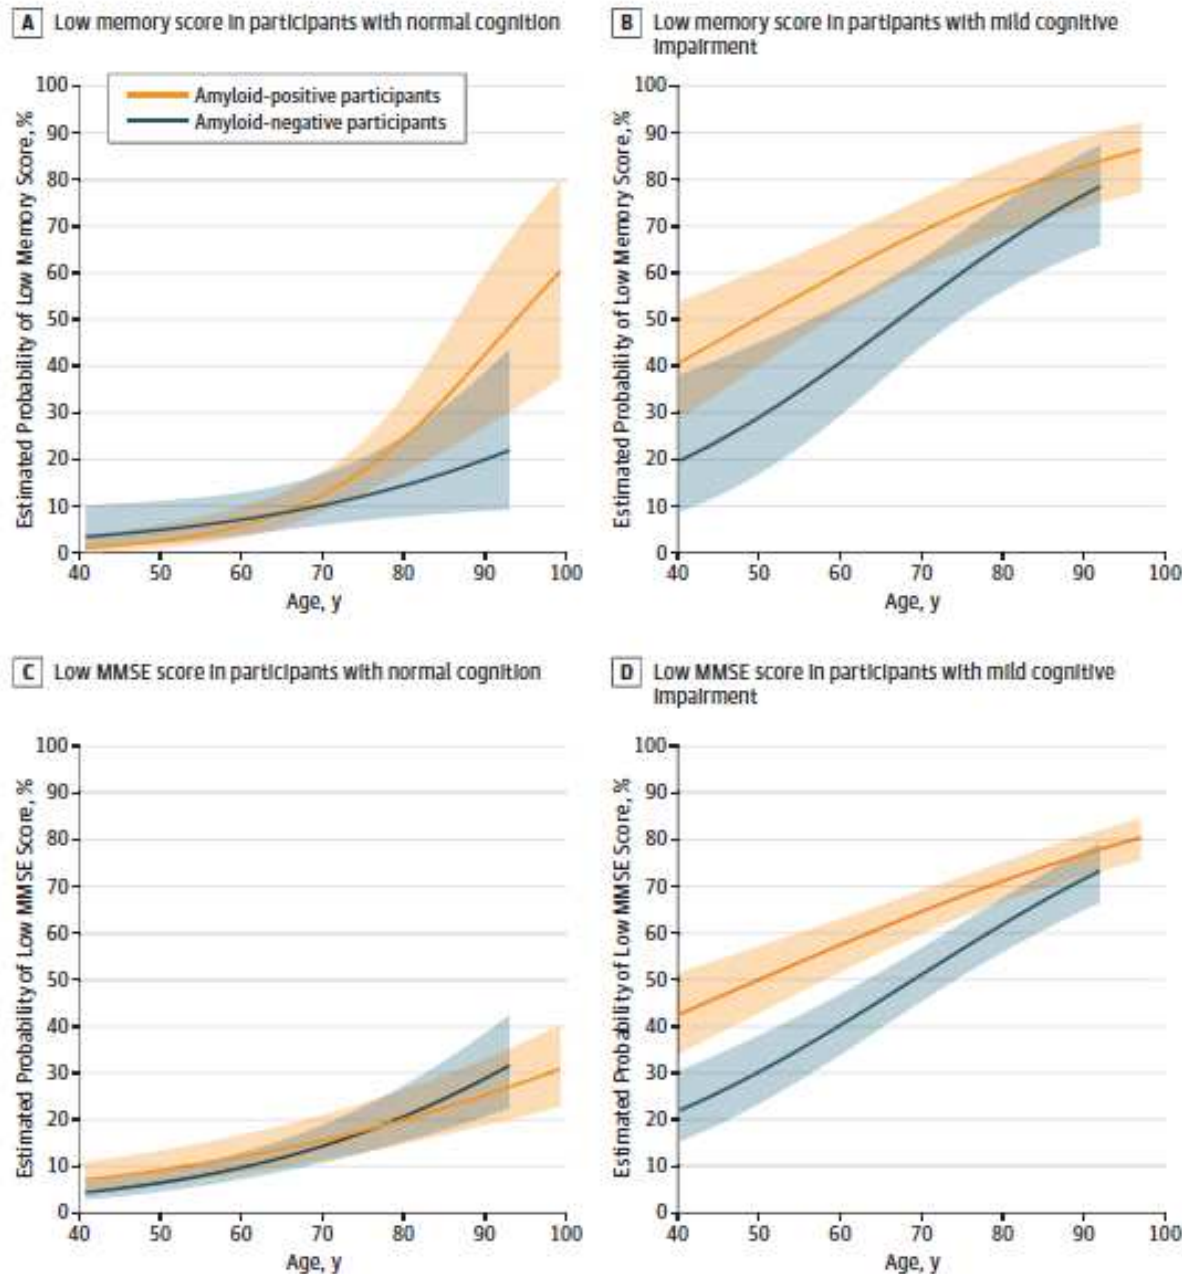 A Low memory score in participants with normal cognition
100
90
80
70
60
50
40
30
20
10
0
Estimated Probability of Low Memory Score, %
Amyloid-positive participants
Amyloid-negative participants
40 50 60 70 80 90 100
Age, y
B Low memory score in partipants with mild cognitive
impairment
100
90
80
70
60
50
40
30
20
10
0
Estimated Probability of Low Memory Score, %
40 50 60 70 80 90 100
Age, y
C Low MMSE score in participants with normal cognition
100
90
80
70
60
50
40
30
20
10
0
Estimated Probability of Low MMSE Score, %
40 50 60 70 80 90 100
Age, y
D Low MMSE score in participants with mild cognitive
impairment
100
90
80
70
60
50
40
30
20
10
0
Estimated Probability of Low MMSE Score, %
40 50 60 70 80 90 100
Age, y